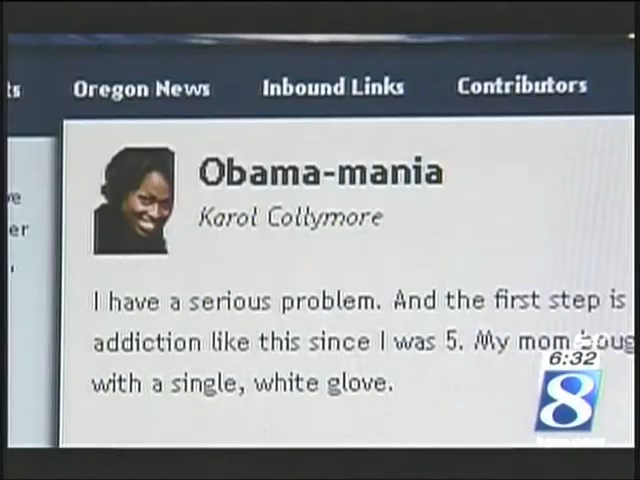 Oregon News Inbound Links Contributors
Obama-mania
Karol Collymore
I have a serious problem. And the first step is
addiction like this since I was 5. My mom
with a single, white glove.
6:32
8